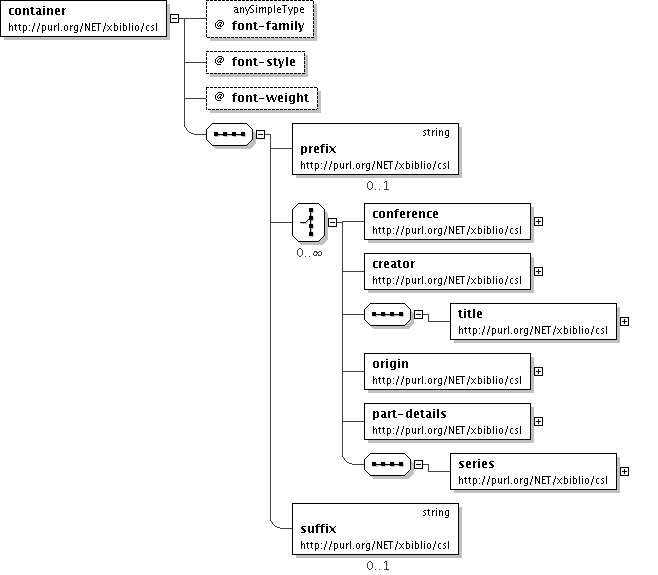 container
http://purl.org/NET/xbiblio/csl
anySimpleType
@ font-family
@ font-style
@ font-weight
string
prefix
http://purl.org/NET/xbiblio/csl
0..1
0..∞
conference
http://purl.org/NET/xbiblio/csl
creator
http://purl.org/NET/xbiblio/csl
title
http://purl.org/NET/xbiblio/csl
origin
http://purl.org/NET/xbiblio/csl
part-details
http://purl.org/NET/xbiblio/csl
series
http://purl.org/NET/xbiblio/csl
string
suffix
http://purl.org/NET/xbiblio/csl
0..1